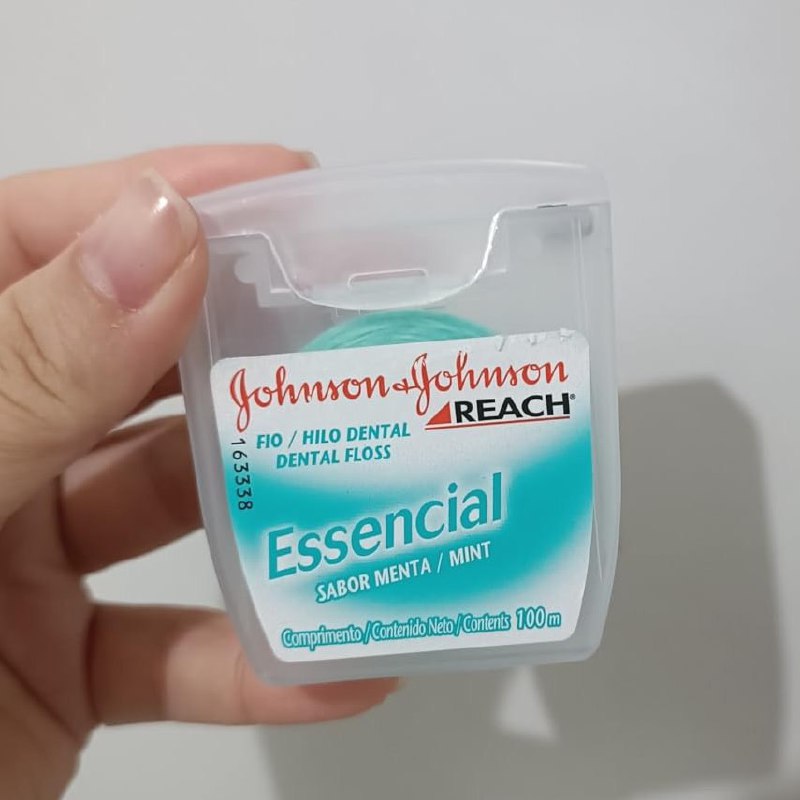 Johnson & Johnson
REACH®
FIO / HILO DENTAL
DENTAL FLOSS
163338
Essencial
SABOR MENTA / MINT
Comprimento / Contenido Neto / Contents 100 m